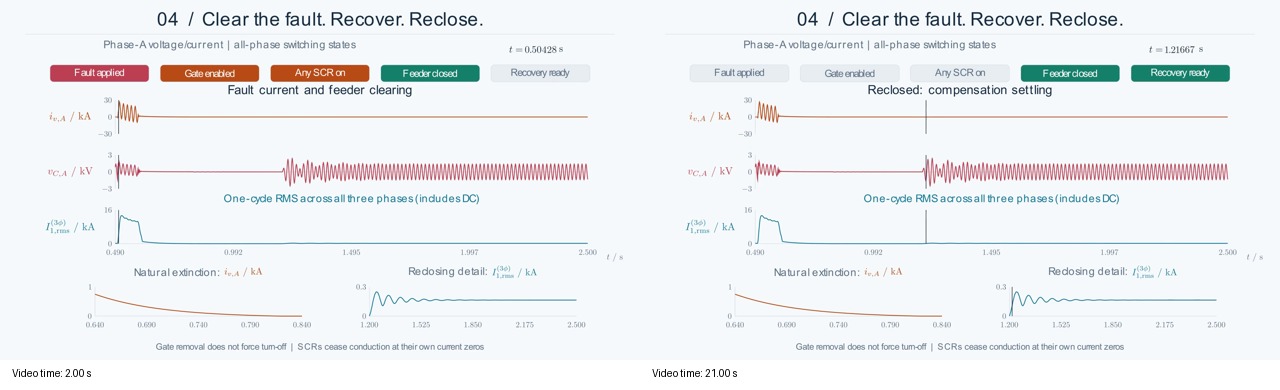 04 / Clear the fault. Recover. Reclose.
Phase-A voltage/current | all-phase switching states
t = 0.50428 s
Fault applied Gate enabled Any SCR on Feeder closed Recovery ready
Fault current and feeder clearing
i_{v,A} / kA
30
0
−30
v_{C,A} / kV
3
0
−3
One-cycle RMS across all three phases (includes DC)
I_{1,rms}^{(3ϕ)} / kA
16
0
0.490 0.992 1.495 1.997 2.500
t / s
Natural extinction: i_{v,A} / kA
1
0
0.640 0.690 0.740 0.790 0.840
Reclosing detail: I_{1,rms}^{(3ϕ)} / kA
0.3
0
1.200 1.525 1.850 2.175 2.500
Gate removal does not force turn-off | SCRs cease conduction at their own current zeros
Video time: 2.00 s
04 / Clear the fault. Recover. Reclose.
Phase-A voltage/current | all-phase switching states
t = 1.21667 s
Fault applied Gate enabled Any SCR on Feeder closed Recovery ready
Reclosed: compensation settling
i_{v,A} / kA
30
0
−30
v_{C,A} / kV
3
0
−3
One-cycle RMS across all three phases (includes DC)
I_{1,rms}^{(3ϕ)} / kA
16
0
0.490 0.992 1.495 1.997 2.500
t / s
Natural extinction: i_{v,A} / kA
1
0
0.640 0.690 0.740 0.790 0.840
Reclosing detail: I_{1,rms}^{(3ϕ)} / kA
0.3
0
1.200 1.525 1.850 2.175 2.500
Gate removal does not force turn-off | SCRs cease conduction at their own current zeros
Video time: 21.00 s